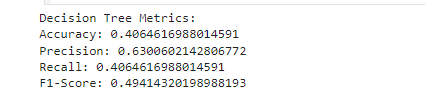 Decision Tree Metrics:
Accuracy: 0.4064616988014591
Precision: 0.6300602142806772
Recall: 0.4064616988014591
F1-Score: 0.49414320198988193